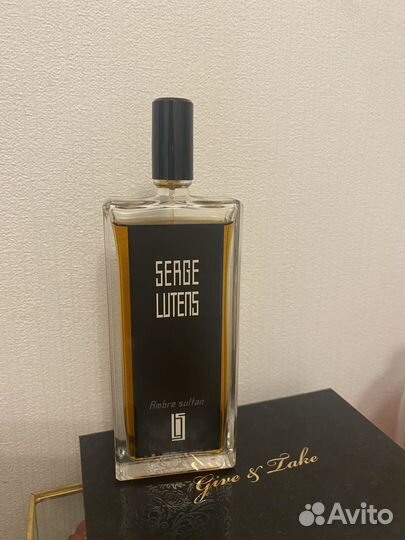 SERGE
LUTENS
Ambre sultan
Give & Take
Avito